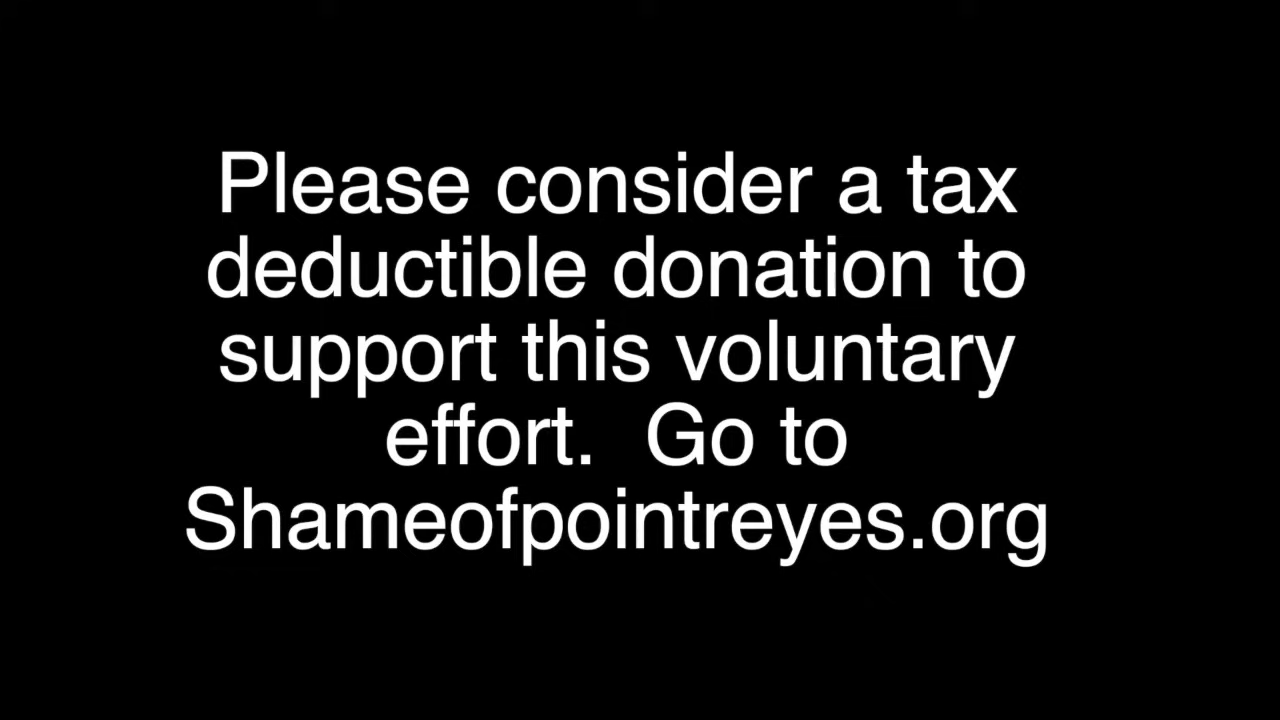 Please consider a tax
deductible donation to
support this voluntary
effort.  Go to
Shameofpointreyes.org